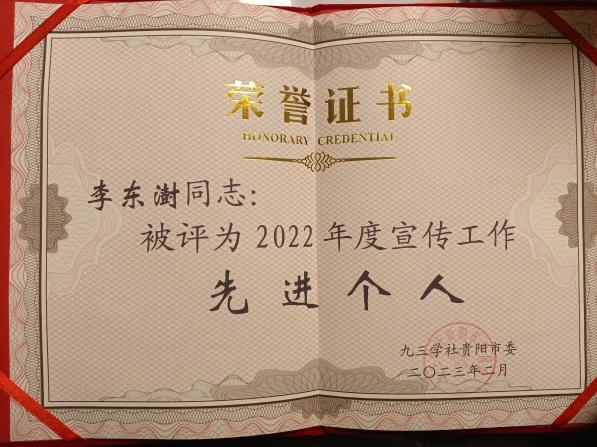 荣誉证书
HONORARY CREDENTIAL
李东澍同志：
被评为2022年度宣传工作
先进个人
九三学社贵阳市委
二〇二三年二月